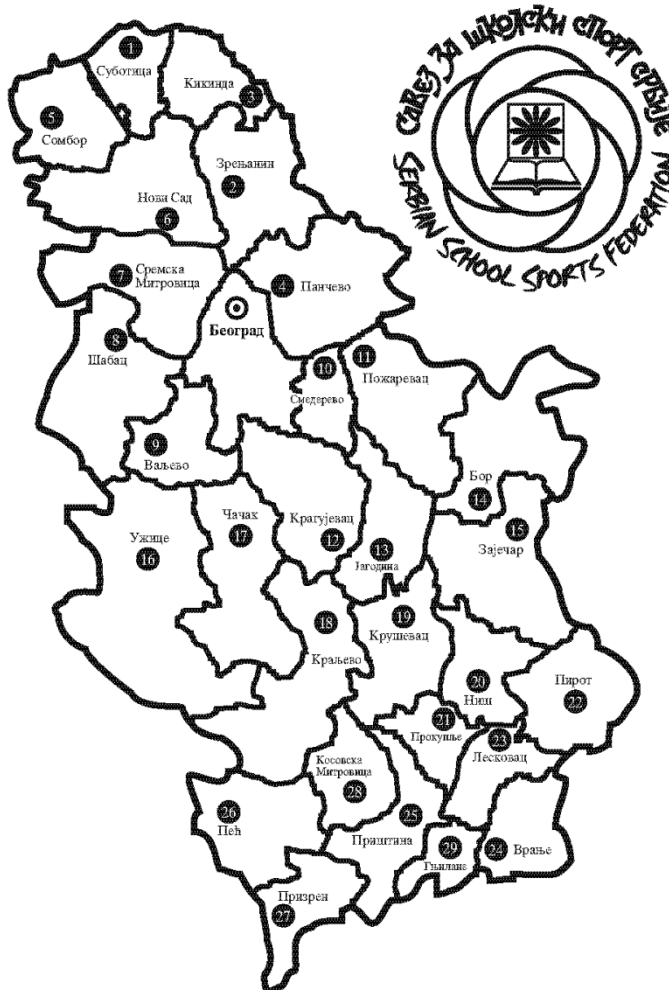 САВЕЗ ЗА ШКОЛСКИ СПОРТ СРБИЈЕ
SERBIAN SCHOOL SPORTS FEDERATION
1
Суботица
Кикинда
3
5
Сомбор
Зрењанин
2
Нови Сад
6
7
Сремска
Митровица
4
Панчево
Београд
8
Шабац
10
Смедерево
11
Пожаревац
9
Ваљево
Бор
14
15
Зајечар
Чачак
17
Крагујевац
12
13
Јагодина
Ужице
16
18
Краљево
19
Крушевац
20
Ниш
Пирот
22
21
Прокупље
23
Лесковац
Косовска
Митровица
28
26
Пећ
25
Приштина
29
Гњилане
24
Врање
Призрен
27